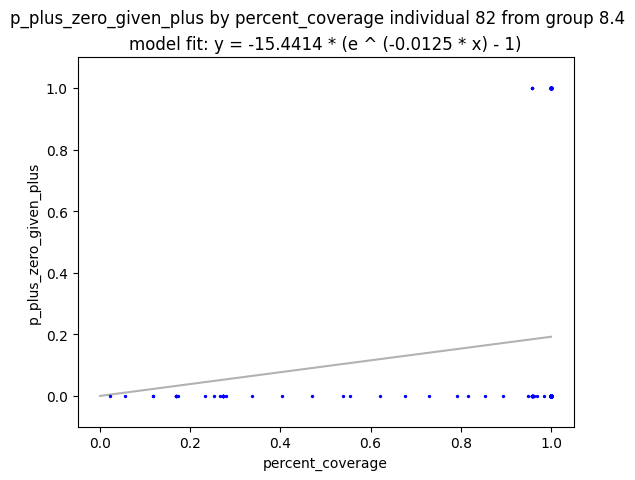 p_plus_zero_given_plus by percent_coverage individual 82 from group 8.4
model fit: y = -15.4414 * (e ^ (-0.0125 * x) - 1)
1.0
0.8
0.6
0.4
0.2
0.0
p_plus_zero_given_plus
0.0 0.2 0.4 0.6 0.8 1.0
percent_coverage